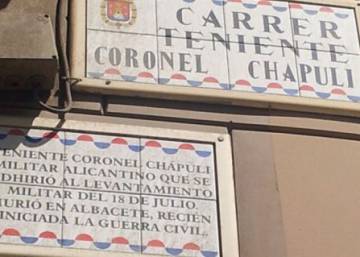 CARRER
TENIENTE
CORONEL CHAPULI
TENIENTE CORONEL CHÁPULI
MILITAR ALICANTINO QUE SE
ADHIRIÓ AL LEVANTAMIENTO
MILITAR DEL 18 DE JULIO.
MURIÓ EN ALBACETE, RECIÉN
INICIADA LA GUERRA CIVIL.